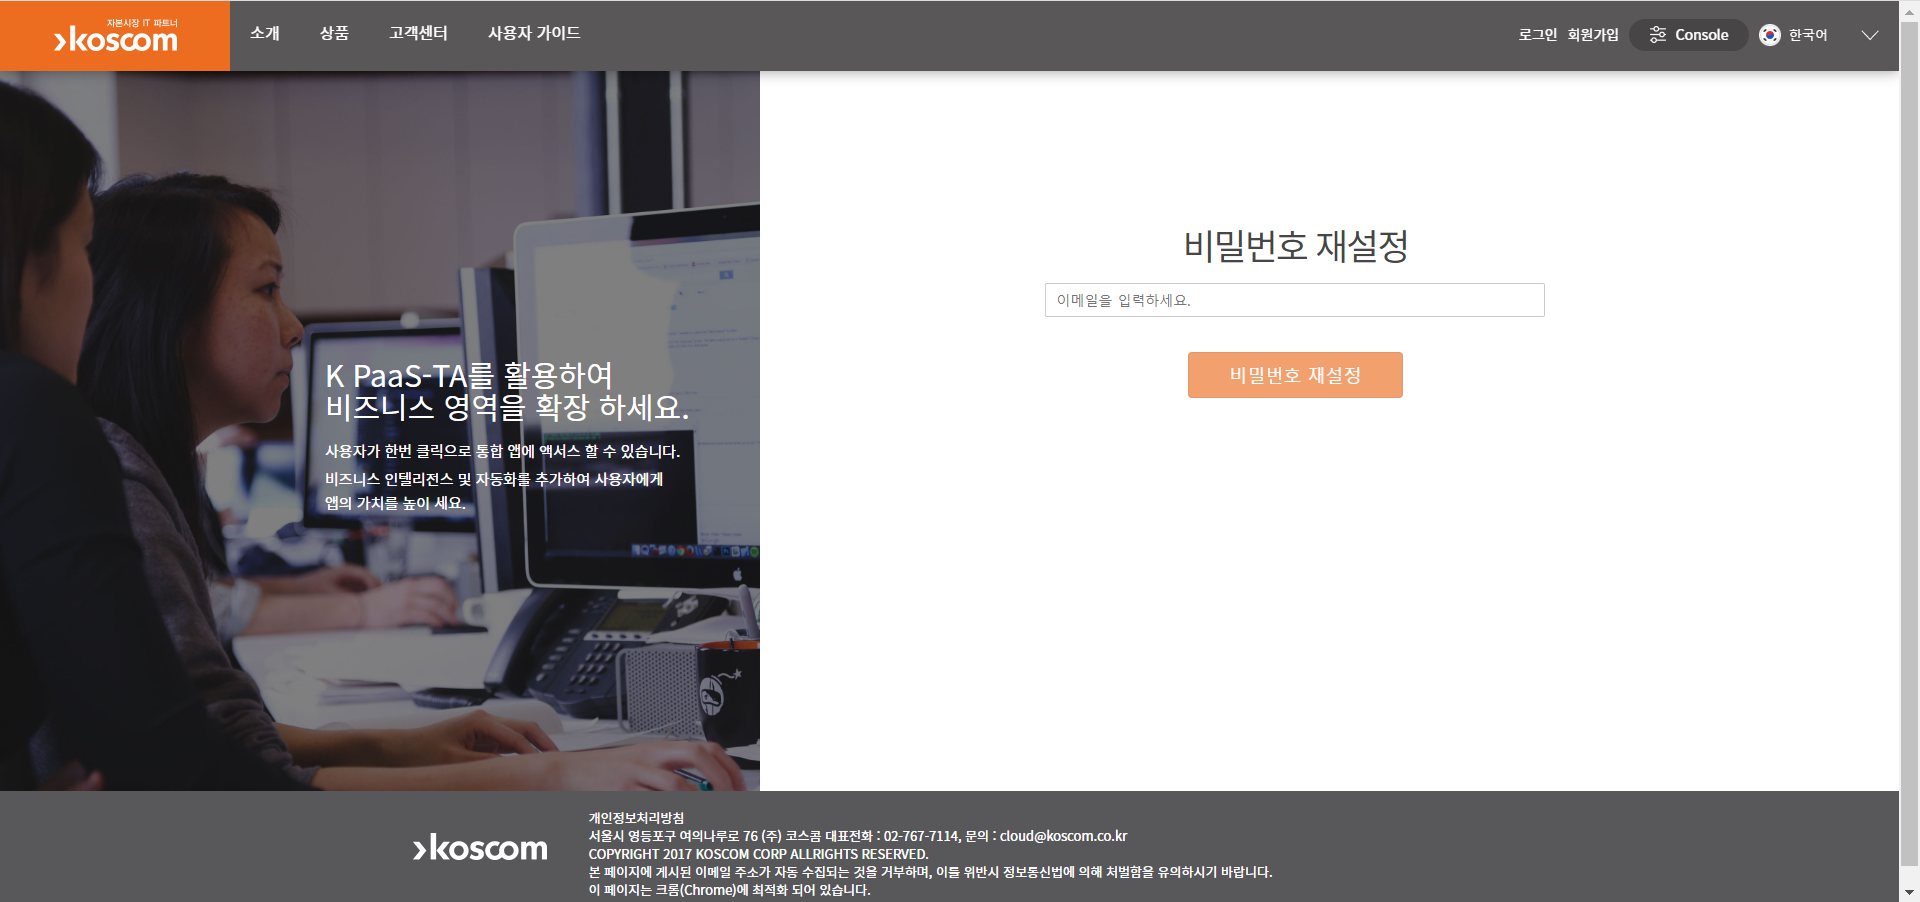 자본시장 IT 파트너
koscom
소개
상품
고객센터
사용자 가이드
로그인
회원가입
Console
한국어
K PaaS-TA를 활용하여
비즈니스 영역을 확장 하세요.
사용자가 한번 클릭으로 통합 앱에 액서스 할 수 있습니다.
비즈니스 인텔리전스 및 자동화를 추가하여 사용자에게
앱의 가치를 높이 세요.
비밀번호 재설정
이메일을 입력하세요.
비밀번호 재설정
koscom
개인정보처리방침
서울시 영등포구 여의나루로 76 (주) 코스콤 대표전화 : 02-767-7114, 문의 : cloud@koscom.co.kr
COPYRIGHT 2017 KOSCOM CORP ALLRIGHTS RESERVED.
본 페이지에 게시된 이메일 주소가 자동 수집되는 것을 거부하며, 이를 위반시 정보통신법에 의해 처벌함을 유의하시기 바랍니다.
이 페이지는 크롬(Chrome)에 최적화 되어 있습니다.